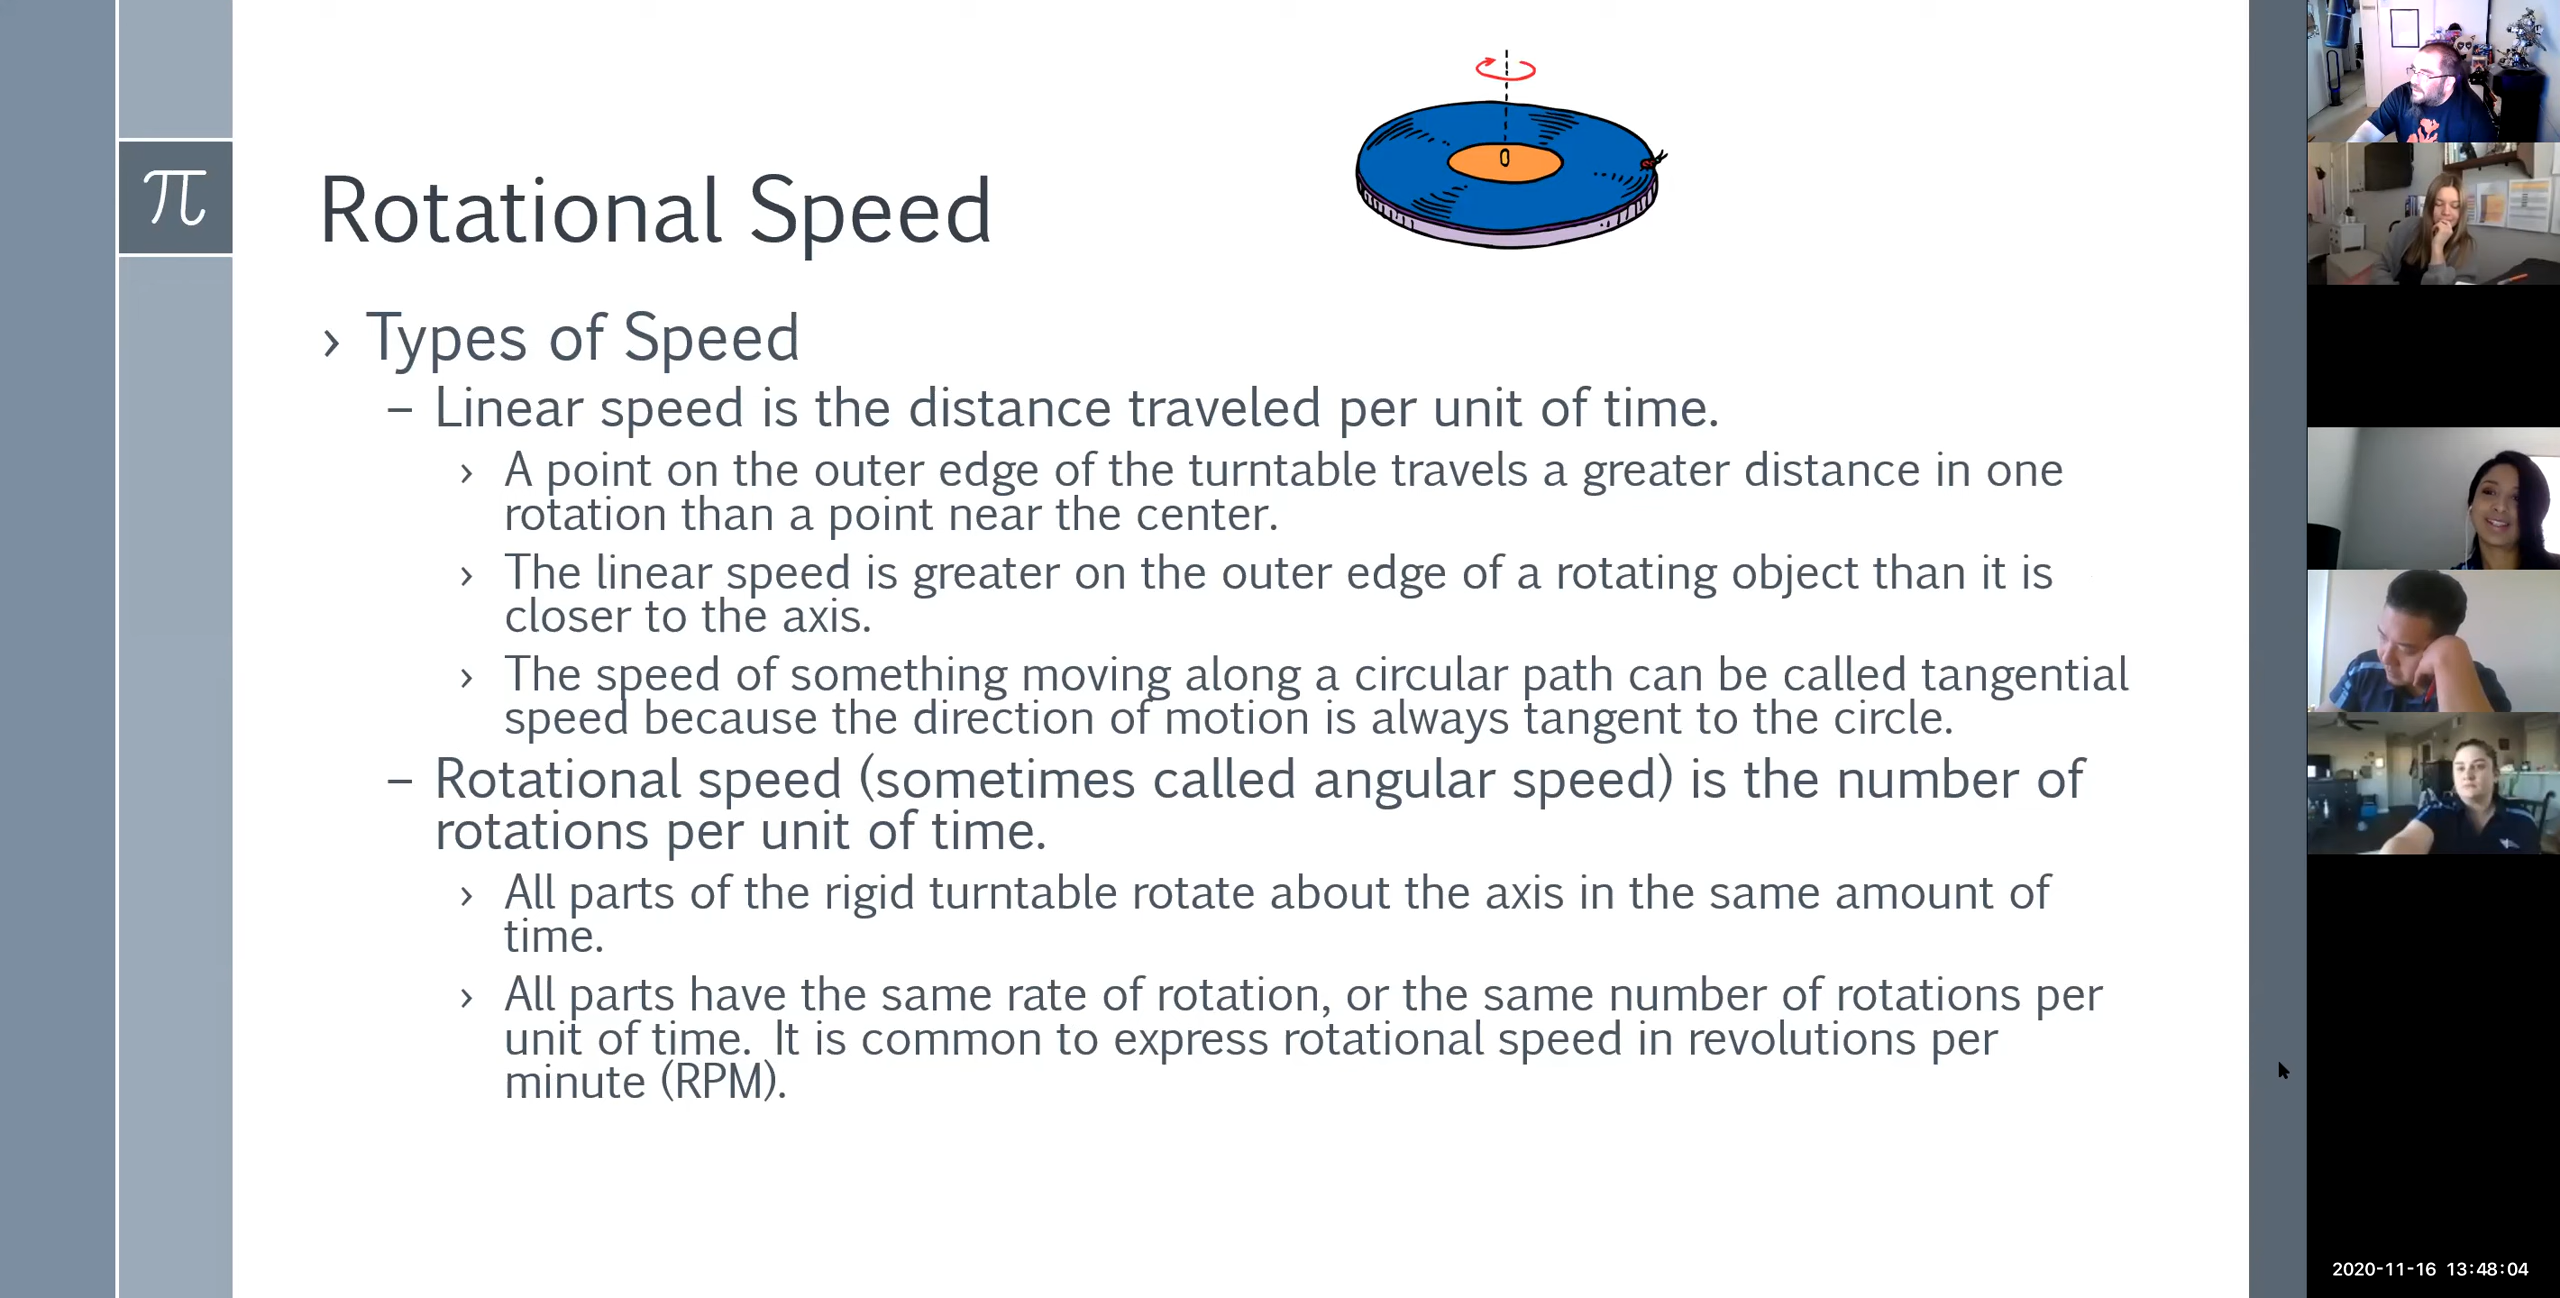 π
Rotational Speed
› Types of Speed
– Linear speed is the distance traveled per unit of time.
› A point on the outer edge of the turntable travels a greater distance in one
rotation than a point near the center.
› The linear speed is greater on the outer edge of a rotating object than it is
closer to the axis.
› The speed of something moving along a circular path can be called tangential
speed because the direction of motion is always tangent to the circle.
– Rotational speed (sometimes called angular speed) is the number of
rotations per unit of time.
› All parts of the rigid turntable rotate about the axis in the same amount of
time.
› All parts have the same rate of rotation, or the same number of rotations per
unit of time. It is common to express rotational speed in revolutions per
minute (RPM).
2020-11-16 13:48:04